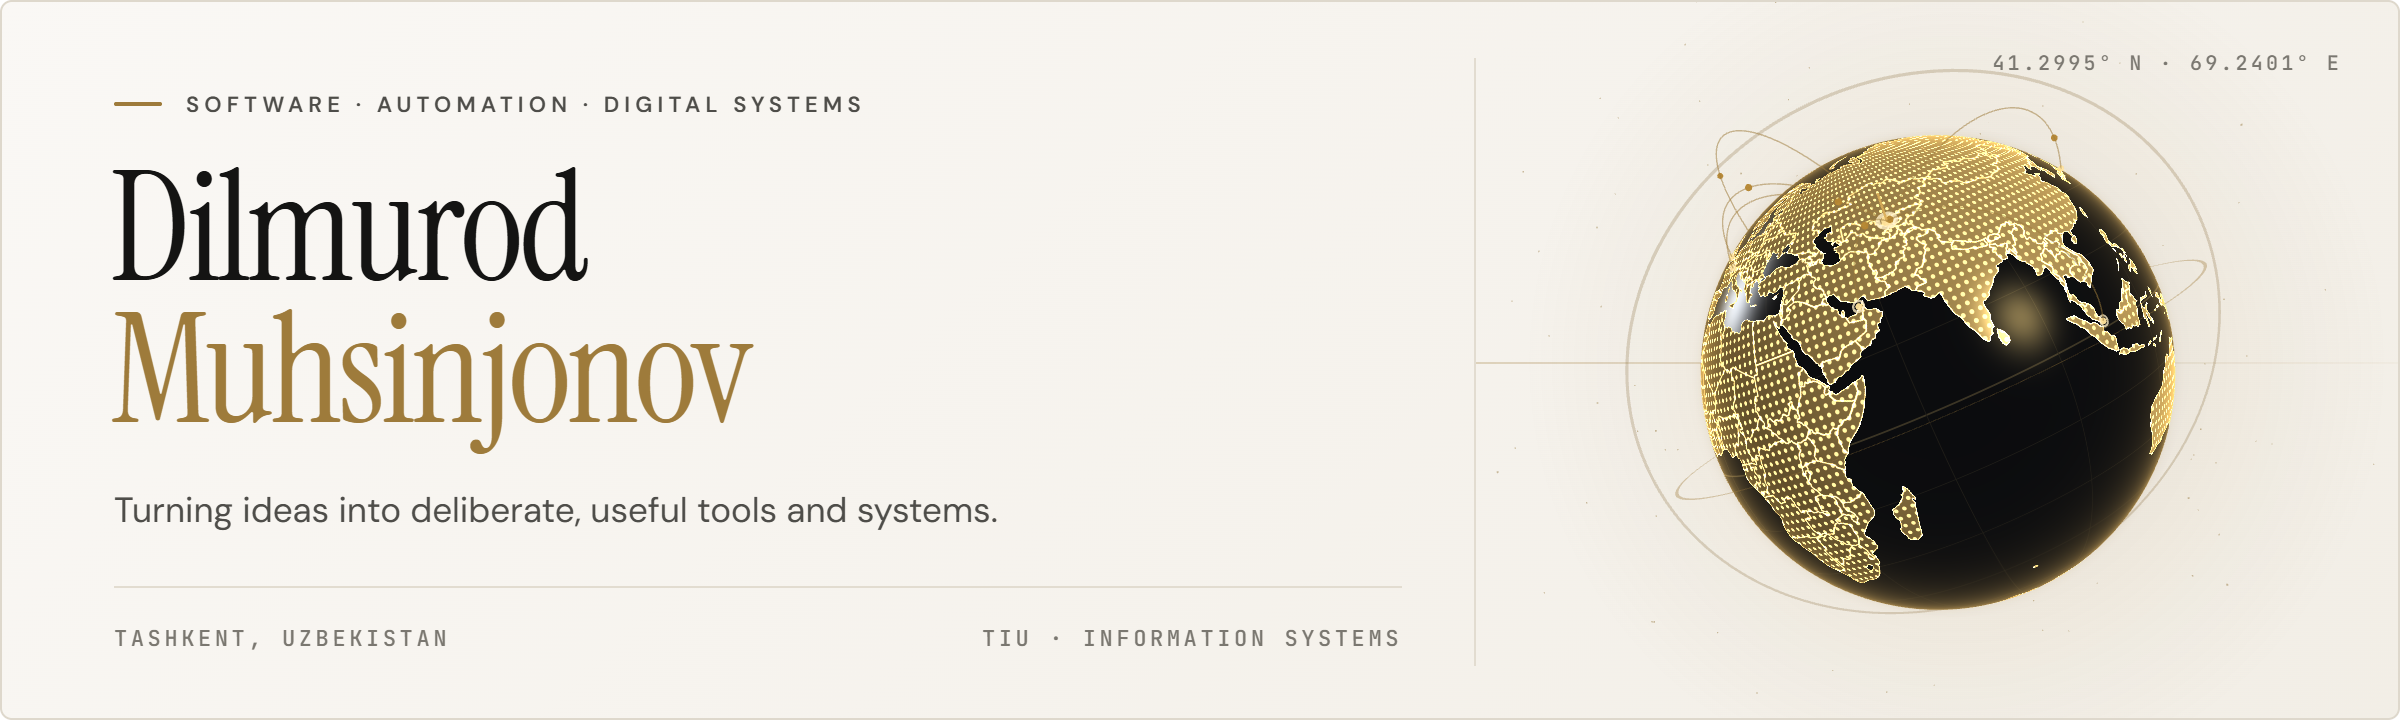 SOFTWARE · AUTOMATION · DIGITAL SYSTEMS
Dilmurod
Muhsinjonov
Turning ideas into deliberate, useful tools and systems.
TASHKENT, UZBEKISTAN
TIU · INFORMATION SYSTEMS
41.2995° N · 69.2401° E